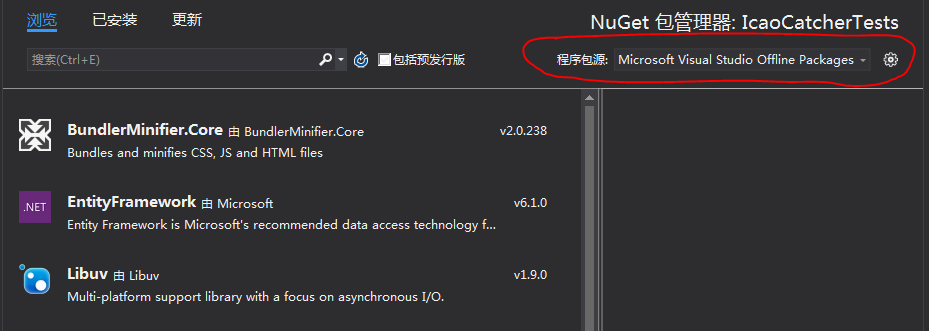 浏览 已安装 更新 NuGet 包管理器: IcaoCatcherTests
搜索(Ctrl+E) 包括预发行版 程序包源: Microsoft Visual Studio Offline Packages
BundlerMinifier.Core 由 BundlerMinifier.Core v2.0.238
Bundles and minifies CSS, JS and HTML files
.NET EntityFramework 由 Microsoft v6.1.0
Entity Framework is Microsoft's recommended data access technology f...
Libuv 由 Libuv v1.9.0
Multi-platform support library with a focus on asynchronous I/O.